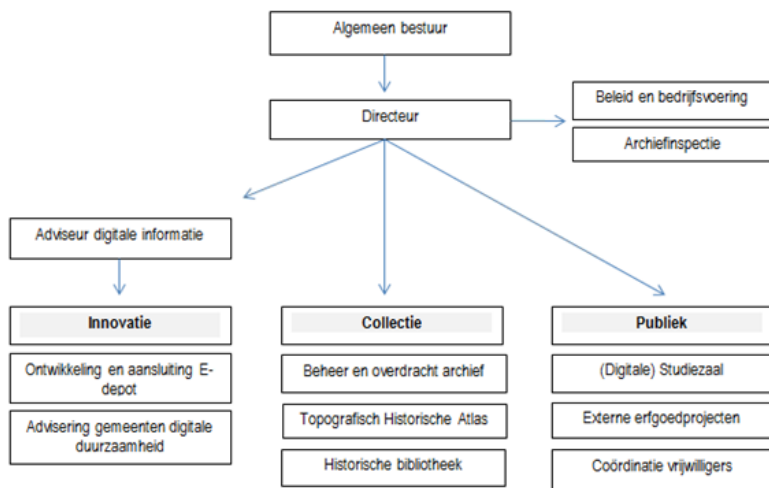 Algemeen bestuur
Directeur
Beleid en bedrijfsvoering
Archiefinspectie
Adviseur digitale informatie
Innovatie
Ontwikkeling en aansluiting E-
depot
Advisering gemeenten digitale
duurzaamheid
Collectie
Beheer en overdracht archief
Topografisch Historische Atlas
Historische bibliotheek
Publiek
(Digitale) Studiezaal
Externe erfgoedprojecten
Coördinatie vrijwilligers